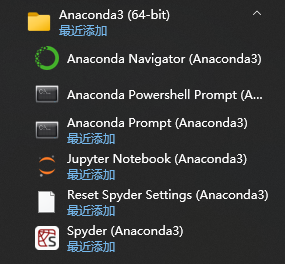 Anaconda3 (64-bit)
最近添加
Anaconda Navigator (Anaconda3)
Anaconda Powershell Prompt (A...
Anaconda Prompt (Anaconda3)
最近添加
Jupyter Notebook (Anaconda3)
最近添加
Reset Spyder Settings (Anaconda3)
最近添加
Spyder (Anaconda3)
最近添加